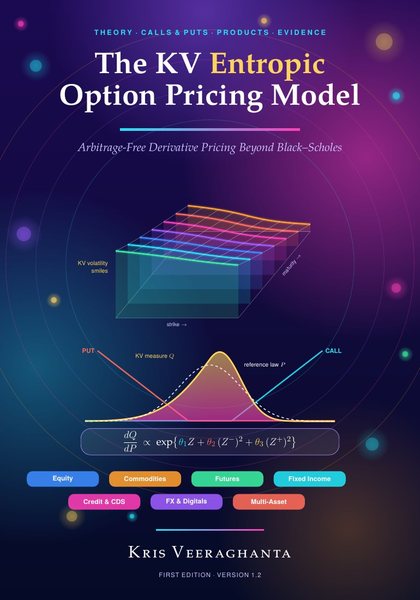 THEORY · CALLS & PUTS · PRODUCTS · EVIDENCE
The KV Entropic
Option Pricing Model
Arbitrage-Free Derivative Pricing Beyond Black–Scholes
KV volatility
smiles
maturity →
strike →
PUT
KV measure Q
reference law P
CALL
dQ/dP ∝ exp{θ₁Z + θ₂(Z⁻)² + θ₃(Z⁺)²}
Equity
Commodities
Futures
Fixed Income
Credit & CDS
FX & Digitals
Multi-Asset
KRIS VEERAGHANTA
FIRST EDITION · VERSION 1.2